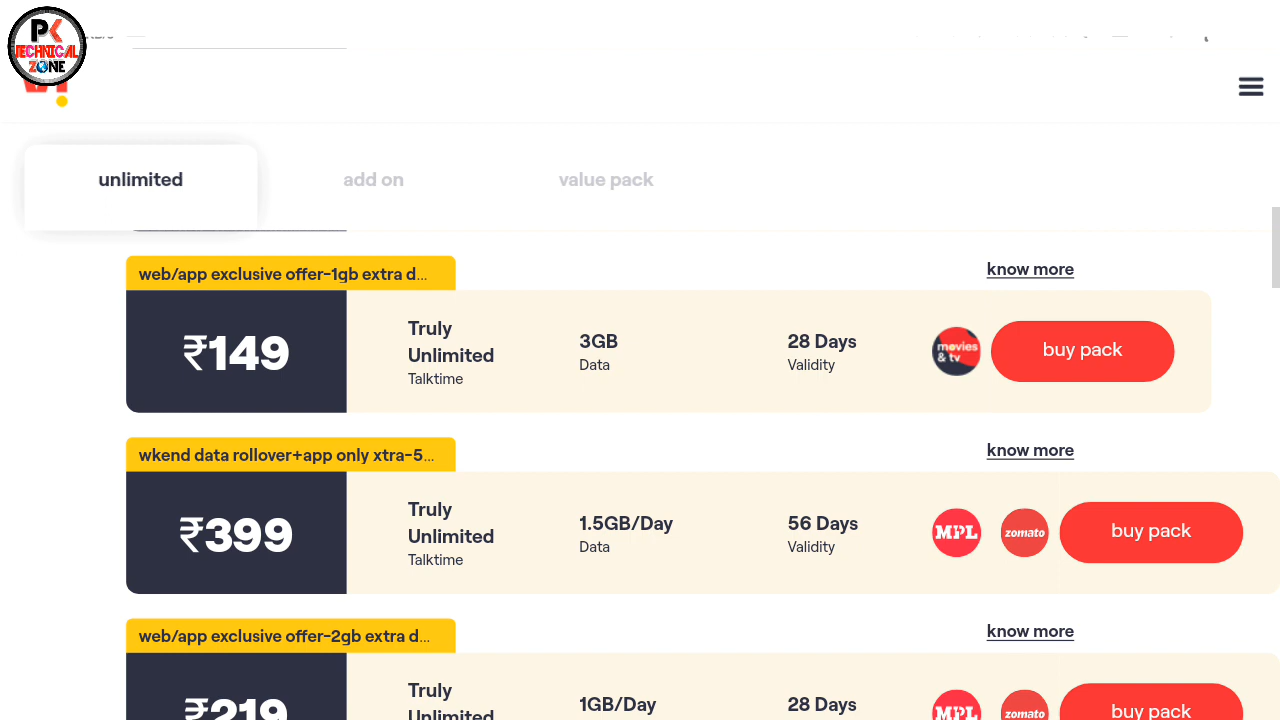 PK
TECHNICAL
ZONE
unlimited
add on
value pack
web/app exclusive offer-1gb extra d...
know more
₹149
Truly
Unlimited
Talktime
3GB
Data
28 Days
Validity
movies
& tv
buy pack
wkend data rollover+app only xtra-5...
know more
₹399
Truly
Unlimited
Talktime
1.5GB/Day
Data
56 Days
Validity
MPL
zomato
buy pack
web/app exclusive offer-2gb extra d...
know more
₹219
Truly
Unlimited
1GB/Day
28 Days
MPL
zomato
buy pack